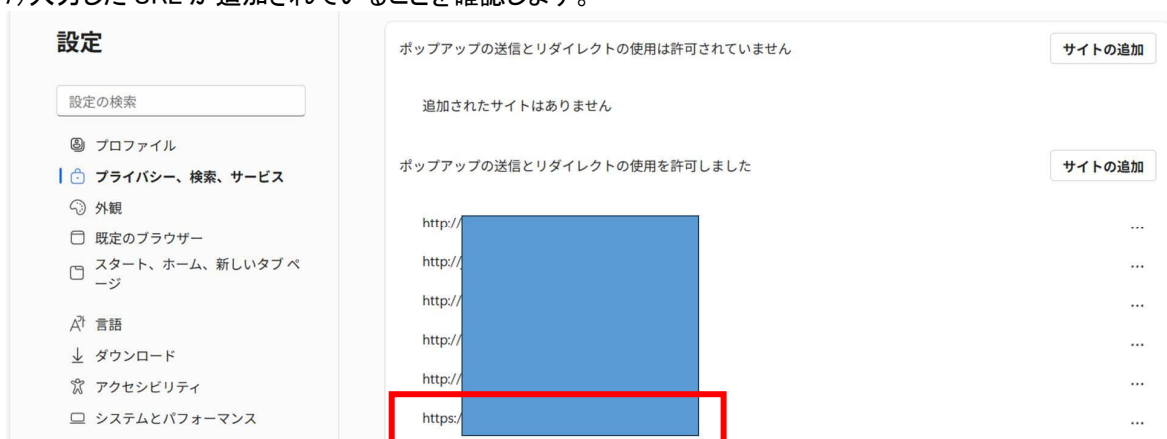 7)入力した URL が追加されていることを確認します。
設定
設定の検索
プロファイル
プライバシー、検索、サービス
外観
既定のブラウザー
スタート、ホーム、新しいタブ ペ
ージ
言語
ダウンロード
アクセシビリティ
システムとパフォーマンス
ポップアップの送信とリダイレクトの使用は許可されていません
サイトの追加
追加されたサイトはありません
ポップアップの送信とリダイレクトの使用を許可しました
サイトの追加
http://
...
http://
...
http://
...
http://
...
http://
...
https:/
...